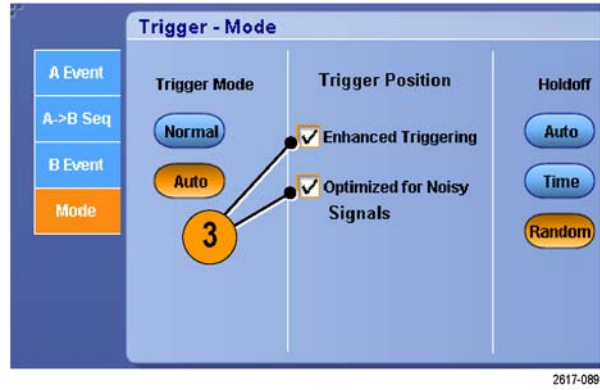 Trigger - Mode
A Event
A->B Seq
B Event
Mode
Trigger Mode
Normal
Auto
3
Trigger Position
Enhanced Triggering
Optimized for Noisy
Signals
Holdoff
Auto
Time
Random
2617-089